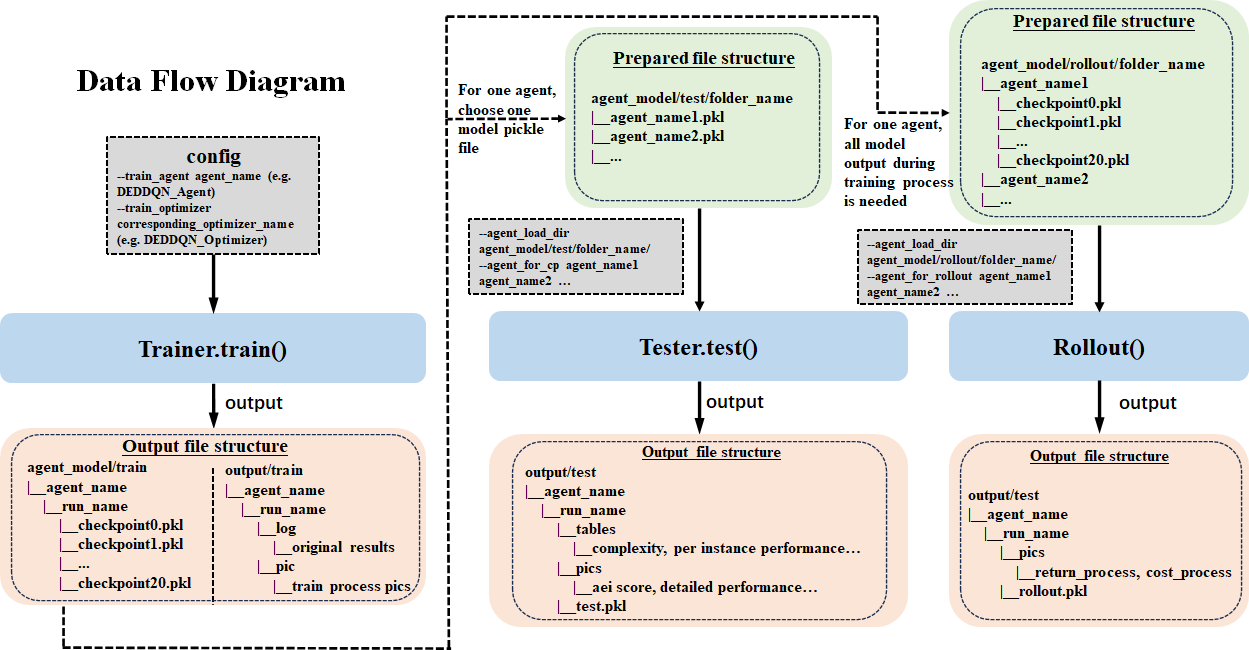 Data Flow Diagram
config
--train_agent agent_name (e.g.
DEDDQN_Agent)
--train_optimizer
corresponding_optimizer_name
(e.g. DEDDQN_Optimizer)
Trainer.train()
output
Output file structure
agent_model/train
|__agent_name
|__run_name
|__checkpoint0.pkl
|__checkpoint1.pkl
|__...
|__checkpoint20.pkl
output/train
|__agent_name
|__run_name
|__log
|__original results
|__pic
|__train process pics
For one agent,
choose one
model pickle
file
Prepared file structure
agent_model/test/folder_name
|__agent_name1.pkl
|__agent_name2.pkl
|__...
--agent_load_dir
agent_model/test/folder_name/
--agent_for_cp agent_name1
agent_name2 ...
Tester.test()
output
Output file structure
output/test
|__agent_name
|__run_name
|__tables
|__complexity, per instance performance...
|__pics
|__aei score, detailed performance...
|__test.pkl
For one agent,
all model
output during
training process
is needed
Prepared file structure
agent_model/rollout/folder_name
|__agent_name1
|__checkpoint0.pkl
|__checkpoint1.pkl
|__...
|__checkpoint20.pkl
|__agent_name2
|__...
--agent_load_dir
agent_model/rollout/folder_name/
--agent_for_rollout agent_name1
agent_name2 ...
Rollout()
output
Output file structure
output/test
|__agent_name
|__run_name
|__pics
|__return_process, cost_process
|__rollout.pkl